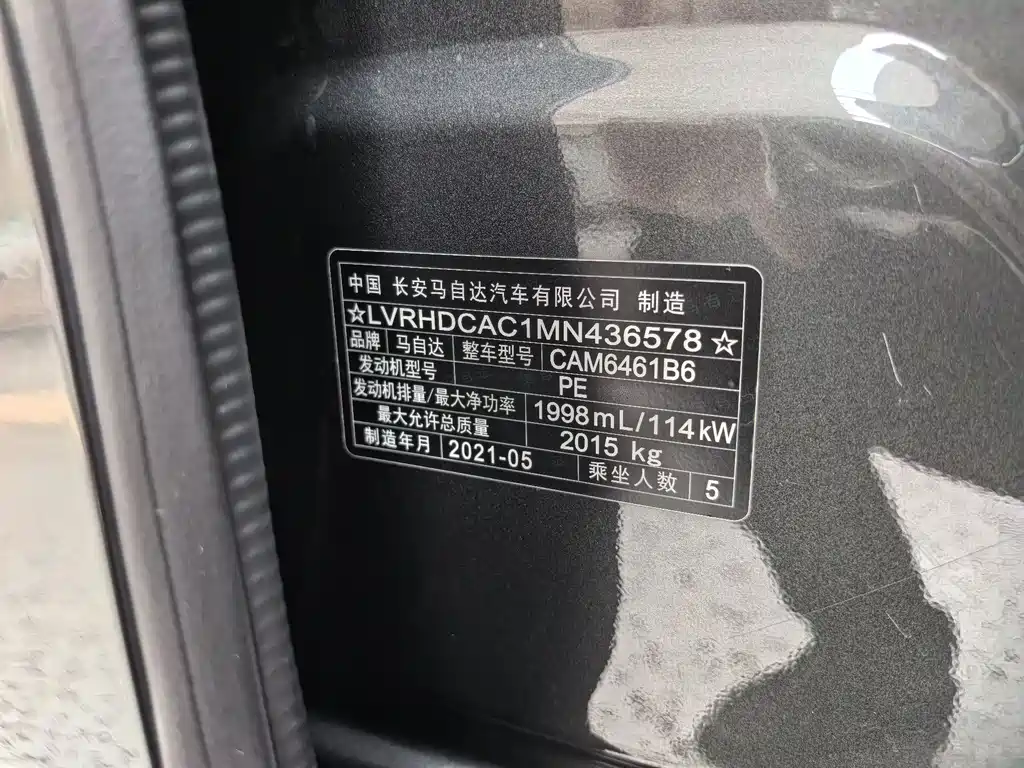 中国 长安马自达汽车有限公司 制造
☆LVRHDCAC1MN436578☆
品牌 马自达 整车型号 CAM6461B6
发动机型号 PE
发动机排量/最大净功率 1998mL/114kW
最大允许总质量 2015 kg
制造年月 2021-05 乘坐人数 5